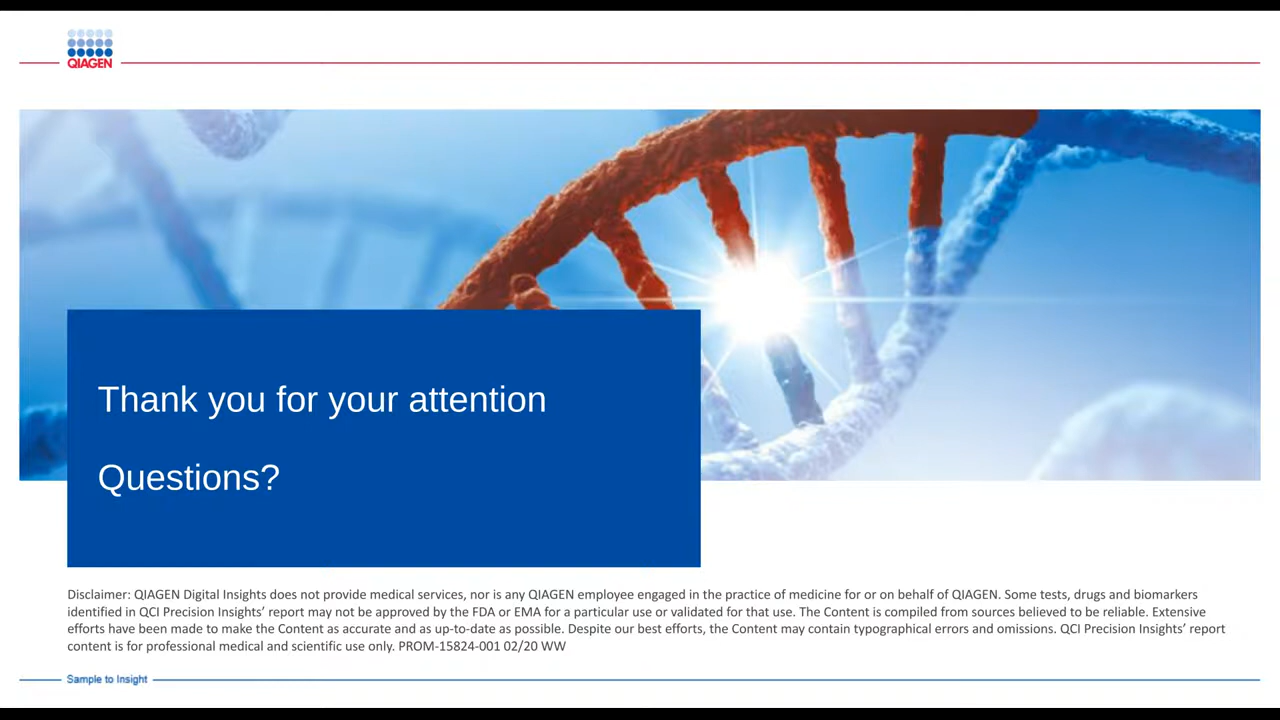 QIAGEN
Thank you for your attention
Questions?
Disclaimer: QIAGEN Digital Insights does not provide medical services, nor is any QIAGEN employee engaged in the practice of medicine for or on behalf of QIAGEN. Some tests, drugs and biomarkers
identified in QCI Precision Insights’ report may not be approved by the FDA or EMA for a particular use or validated for that use. The Content is compiled from sources believed to be reliable. Extensive
efforts have been made to make the Content as accurate and as up-to-date as possible. Despite our best efforts, the Content may contain typographical errors and omissions. QCI Precision Insights’ report
content is for professional medical and scientific use only. PROM-15824-001 02/20 WW
Sample to Insight